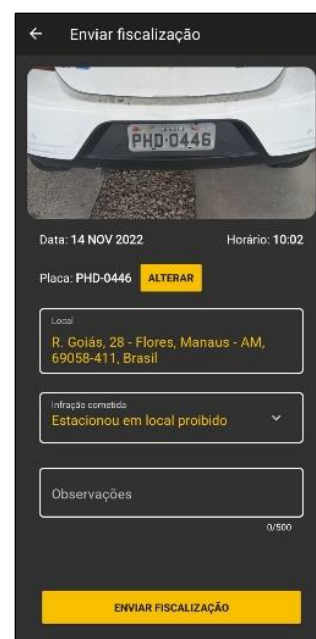 Enviar fiscalização
PHD-0446
Data: 14 NOV 2022 Horário: 10:02
Placa: PHD-0446 ALTERAR
Local
R. Goiás, 28 - Flores, Manaus - AM,
69058-411, Brasil
Infração cometida
Estacionou em local proibido
Observações
0/500
ENVIAR FISCALIZAÇÃO